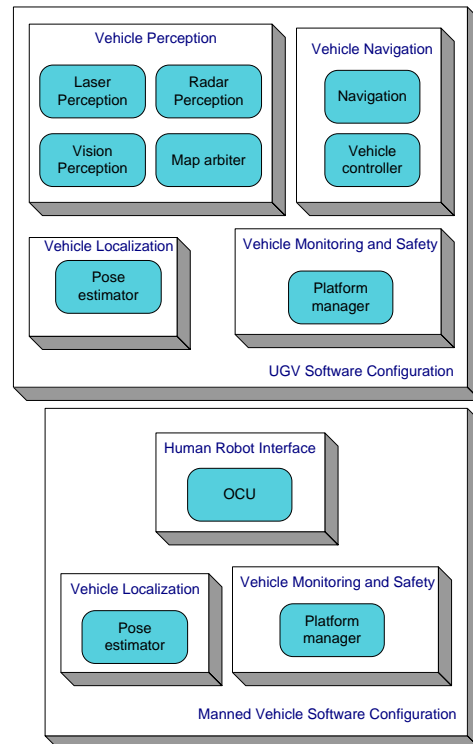 Vehicle Perception
Laser
Perception
Radar
Perception
Vision
Perception
Map arbiter
Vehicle Navigation
Navigation
Vehicle
controller
Vehicle Localization
Pose
estimator
Vehicle Monitoring and Safety
Platform
manager
UGV Software Configuration
Human Robot Interface
OCU
Vehicle Localization
Pose
estimator
Vehicle Monitoring and Safety
Platform
manager
Manned Vehicle Software Configuration